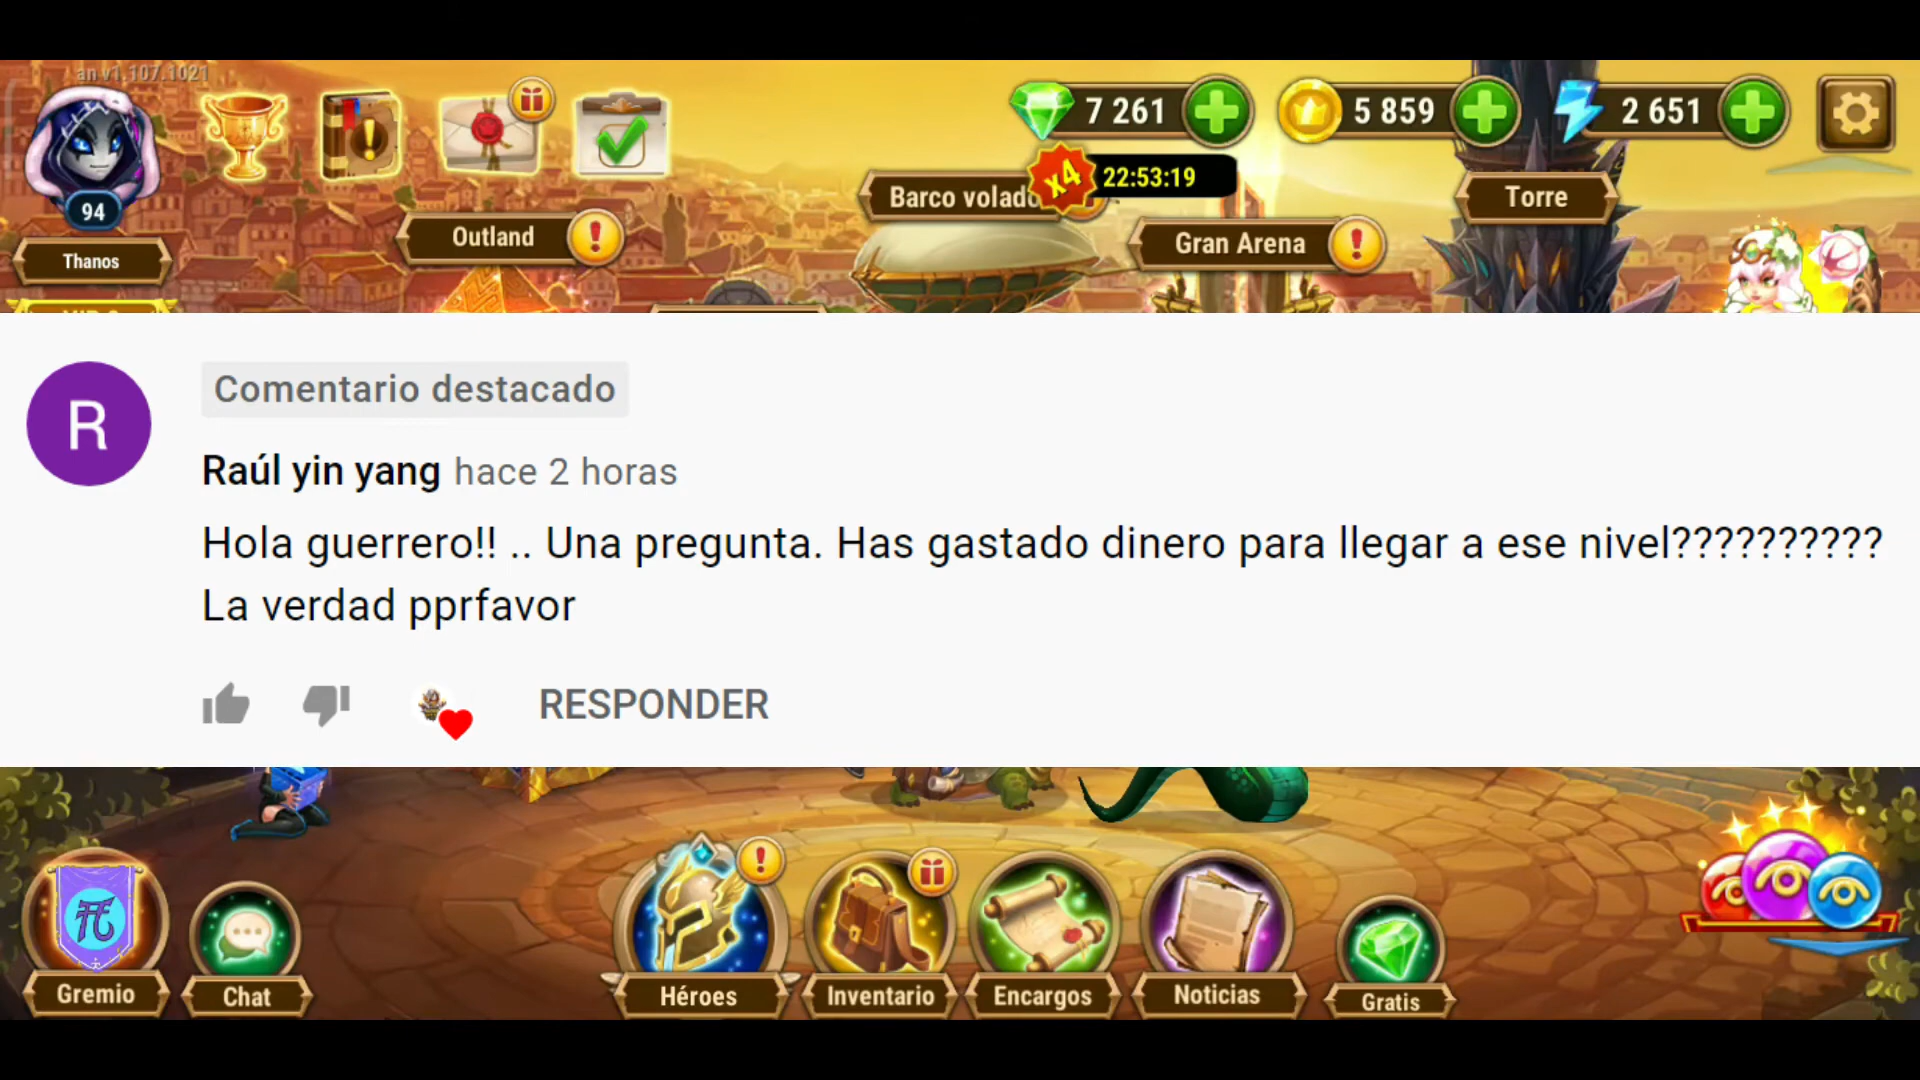 an v1.107.1021
7 261
5 859
2 651
x4
22:53:19
Barco volado
Torre
94
Outland
Gran Arena
Thanos
Comentario destacado
R
Raúl yin yang hace 2 horas
Hola guerrero!! .. Una pregunta. Has gastado dinero para llegar a ese nivel??????????
La verdad pprfavor
RESPONDER
Gremio
Chat
Héroes
Inventario
Encargos
Noticias
Gratis